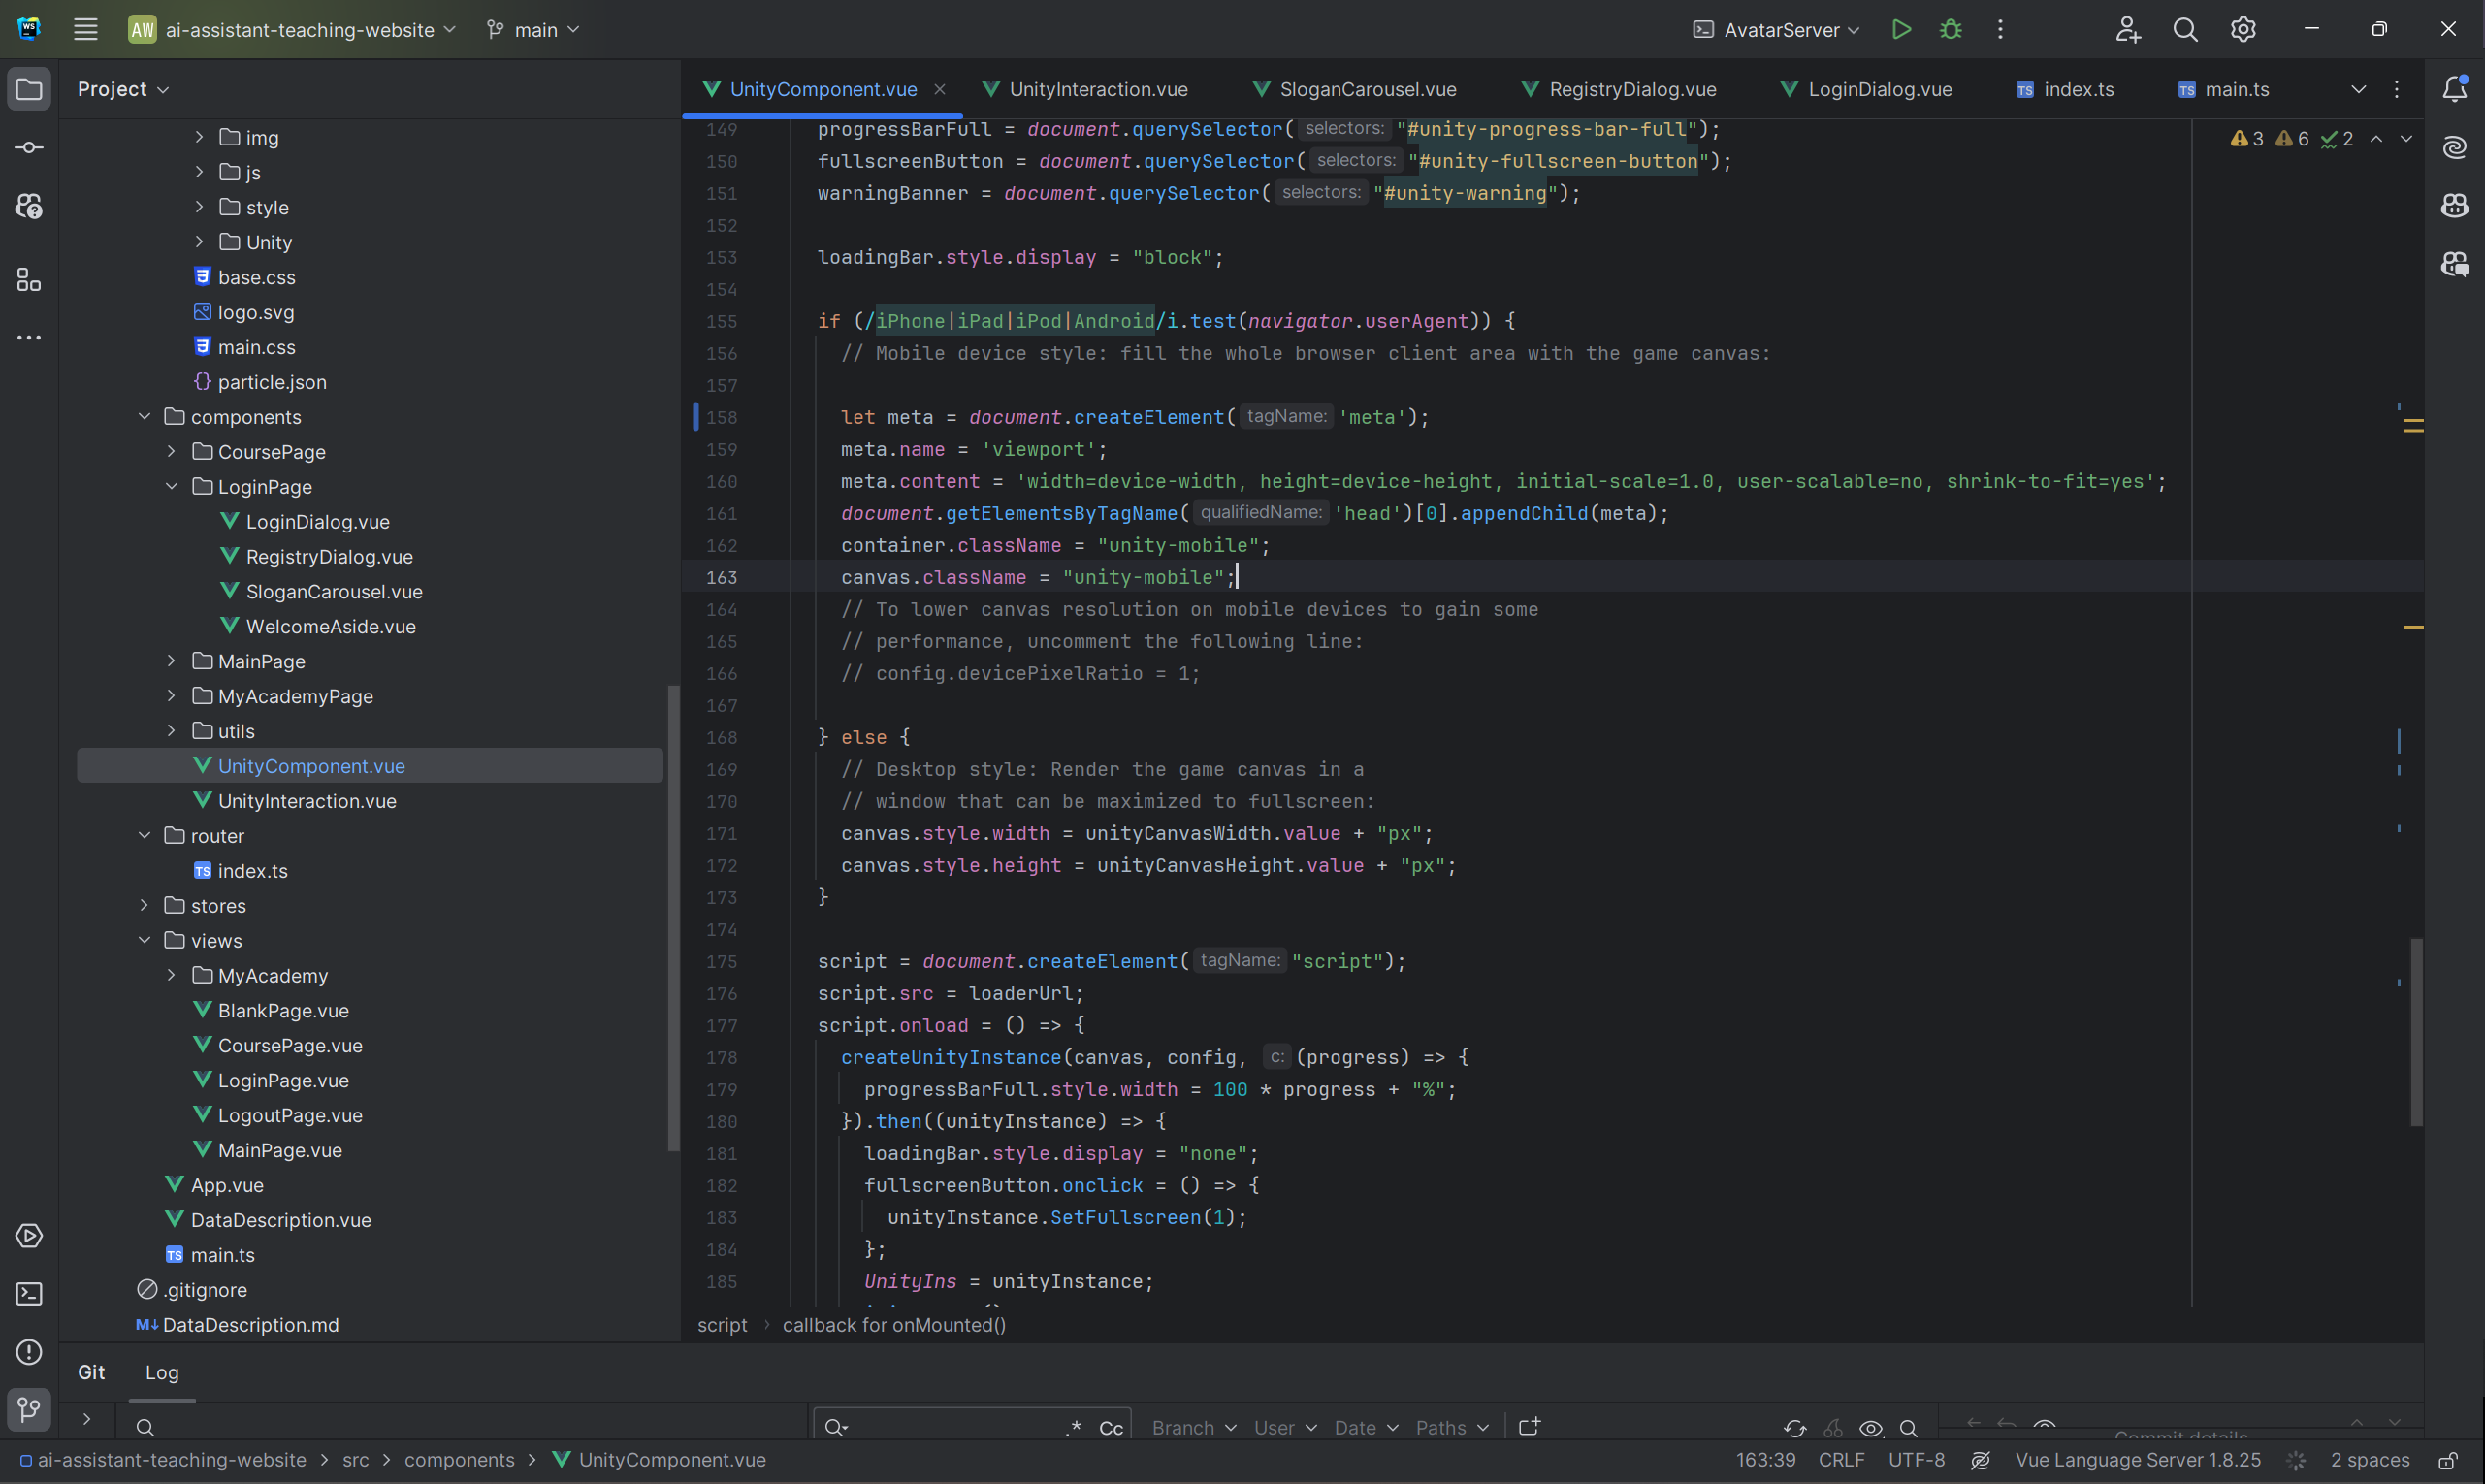 WS
AW ai-assistant-teaching-website main AvatarServer
Project
img
js
style
Unity
base.css
logo.svg
main.css
{} particle.json
components
CoursePage
LoginPage
LoginDialog.vue
RegistryDialog.vue
SloganCarousel.vue
WelcomeAside.vue
MainPage
MyAcademyPage
utils
UnityComponent.vue
UnityInteraction.vue
router
TS index.ts
stores
views
MyAcademy
BlankPage.vue
CoursePage.vue
LoginPage.vue
LogoutPage.vue
MainPage.vue
App.vue
DataDescription.vue
TS main.ts
.gitignore
M↓ DataDescription.md
UnityComponent.vue UnityInteraction.vue SloganCarousel.vue RegistryDialog.vue LoginDialog.vue TS index.ts TS main.ts
3 6 2
149 progressBarFull = document.querySelector( selectors: "#unity-progress-bar-full");
150 fullscreenButton = document.querySelector( selectors: "#unity-fullscreen-button");
151 warningBanner = document.querySelector( selectors: "#unity-warning");
152
153 loadingBar.style.display = "block";
154
155 if (/iPhone|iPad|iPod|Android/i.test(navigator.userAgent)) {
156 // Mobile device style: fill the whole browser client area with the game canvas:
157
158 let meta = document.createElement( tagName: 'meta');
159 meta.name = 'viewport';
160 meta.content = 'width=device-width, height=device-height, initial-scale=1.0, user-scalable=no, shrink-to-fit=yes';
161 document.getElementsByTagName( qualifiedName: 'head')[0].appendChild(meta);
162 container.className = "unity-mobile";
163 canvas.className = "unity-mobile";
164 // To lower canvas resolution on mobile devices to gain some
165 // performance, uncomment the following line:
166 // config.devicePixelRatio = 1;
167
168 } else {
169 // Desktop style: Render the game canvas in a
170 // window that can be maximized to fullscreen:
171 canvas.style.width = unityCanvasWidth.value + "px";
172 canvas.style.height = unityCanvasHeight.value + "px";
173 }
174
175 script = document.createElement( tagName: "script");
176 script.src = loaderUrl;
177 script.onload = () => {
178 createUnityInstance(canvas, config, c: (progress) => {
179 progressBarFull.style.width = 100 * progress + "%";
180 }).then((unityInstance) => {
181 loadingBar.style.display = "none";
182 fullscreenButton.onclick = () => {
183 unityInstance.SetFullscreen(1);
184 };
185 UnityIns = unityInstance;
script > callback for onMounted()
Git Log
.* Cc Branch User Date Paths
Commit details
ai-assistant-teaching-website > src > components > UnityComponent.vue 163:39 CRLF UTF-8 Vue Language Server 1.8.25 2 spaces